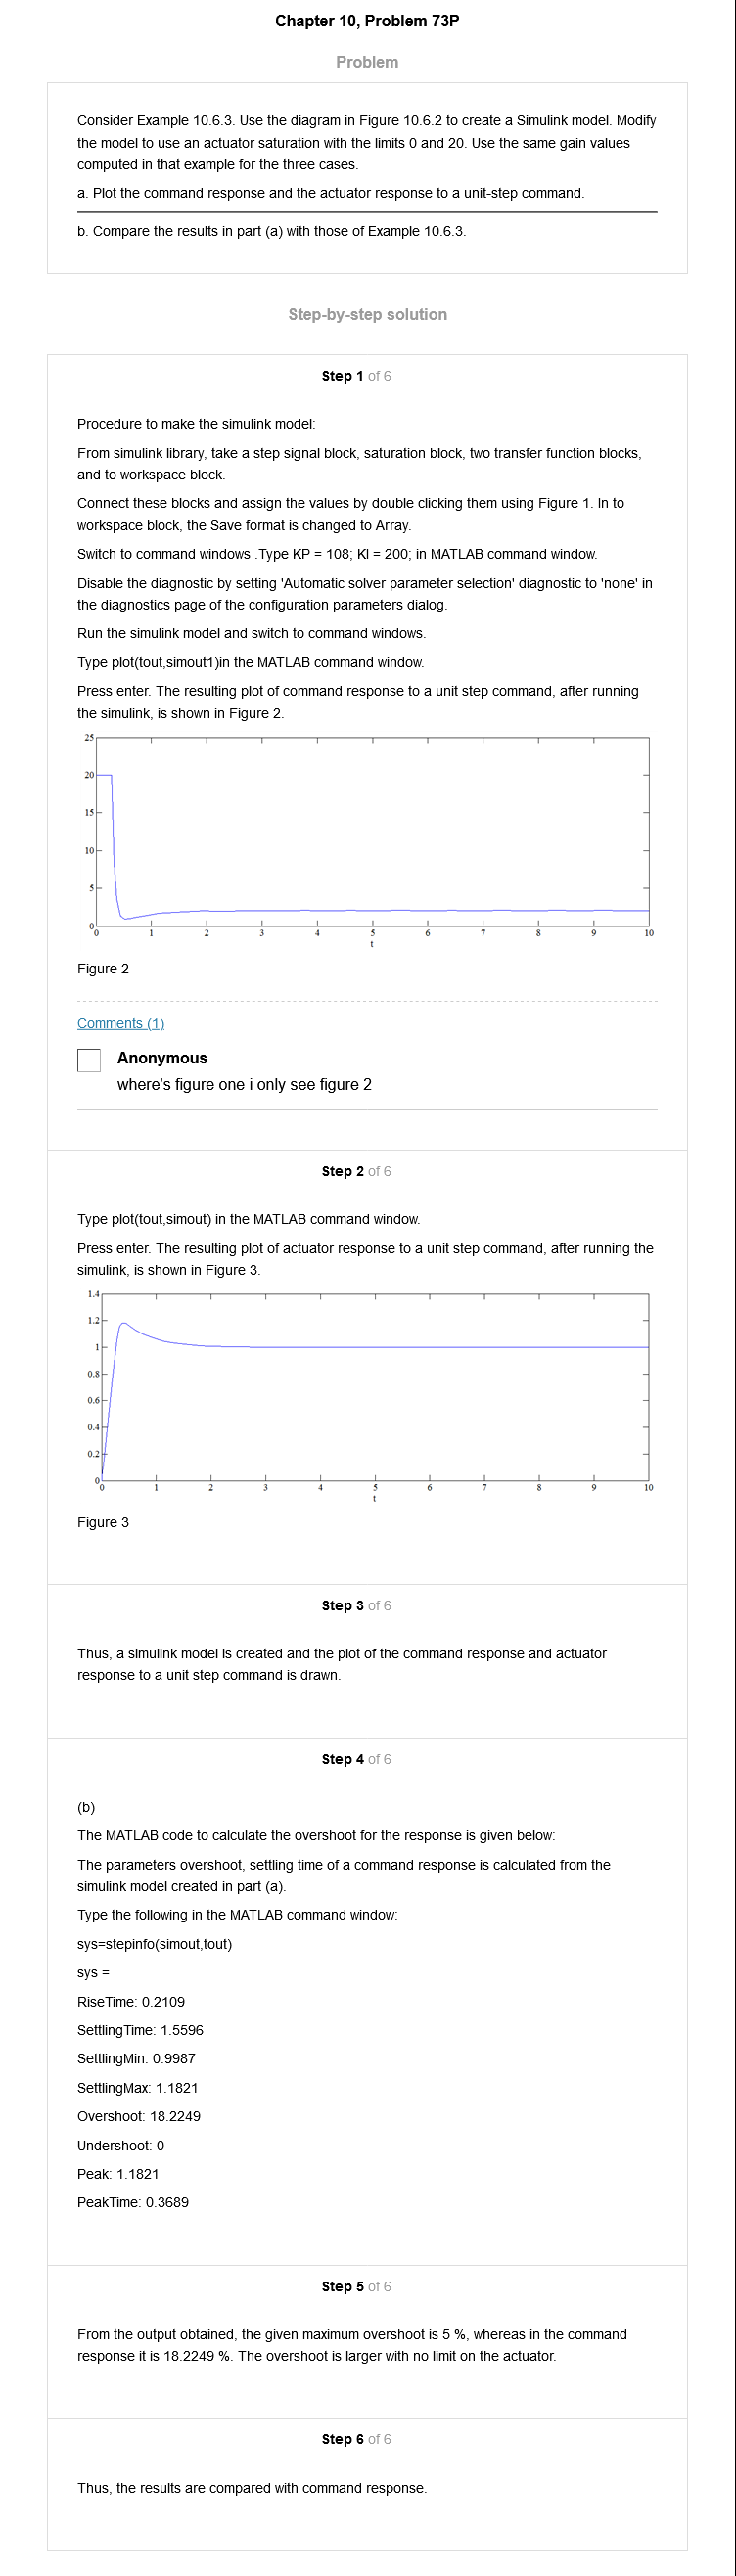 Chapter 10, Problem 73P
Problem
Consider Example 10.6.3. Use the diagram in Figure 10.6.2 to create a Simulink model. Modify
the model to use an actuator saturation with the limits 0 and 20. Use the same gain values
computed in that example for the three cases.
a. Plot the command response and the actuator response to a unit-step command.
b. Compare the results in part (a) with those of Example 10.6.3.
Step-by-step solution
Step 1 of 6
Procedure to make the simulink model:
From simulink library, take a step signal block, saturation block, two transfer function blocks,
and to workspace block.
Connect these blocks and assign the values by double clicking them using Figure 1. In to
workspace block, the Save format is changed to Array.
Switch to command windows .Type KP = 108; KI = 200; in MATLAB command window.
Disable the diagnostic by setting 'Automatic solver parameter selection' diagnostic to 'none' in
the diagnostics page of the configuration parameters dialog.
Run the simulink model and switch to command windows.
Type plot(tout,simout1)in the MATLAB command window.
Press enter. The resulting plot of command response to a unit step command, after running
the simulink, is shown in Figure 2.
25
20
15
10
5
0
0 1 2 3 4 5 6 7 8 9 10
t
Figure 2
Comments (1)
Anonymous
where's figure one i only see figure 2
Step 2 of 6
Type plot(tout,simout) in the MATLAB command window.
Press enter. The resulting plot of actuator response to a unit step command, after running the
simulink, is shown in Figure 3.
1.4
1.2
1
0.8
0.6
0.4
0.2
0
0 1 2 3 4 5 6 7 8 9 10
t
Figure 3
Step 3 of 6
Thus, a simulink model is created and the plot of the command response and actuator
response to a unit step command is drawn.
Step 4 of 6
(b)
The MATLAB code to calculate the overshoot for the response is given below:
The parameters overshoot, settling time of a command response is calculated from the
simulink model created in part (a).
Type the following in the MATLAB command window:
sys=stepinfo(simout,tout)
sys =
RiseTime: 0.2109
SettlingTime: 1.5596
SettlingMin: 0.9987
SettlingMax: 1.1821
Overshoot: 18.2249
Undershoot: 0
Peak: 1.1821
PeakTime: 0.3689
Step 5 of 6
From the output obtained, the given maximum overshoot is 5 %, whereas in the command
response it is 18.2249 %. The overshoot is larger with no limit on the actuator.
Step 6 of 6
Thus, the results are compared with command response.